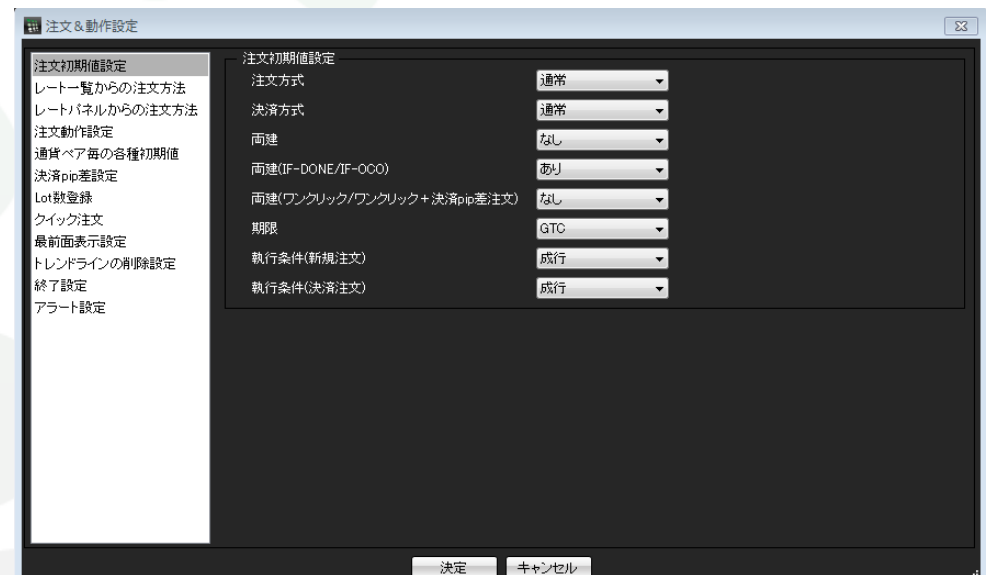 注文&動作設定
注文初期値設定
レート一覧からの注文方法
レートパネルからの注文方法
注文動作設定
通貨ペア毎の各種初期値
決済pip差設定
Lot数登録
クイック注文
最前面表示設定
トレンドラインの削除設定
終了設定
アラート設定
注文初期値設定
注文方式 通常
決済方式 通常
両建 なし
両建(IF-DONE/IF-OCO) あり
両建(ワンクリック/ワンクリック+決済pip差注文) なし
期限 GTC
執行条件(新規注文) 成行
執行条件(決済注文) 成行
決定 キャンセル